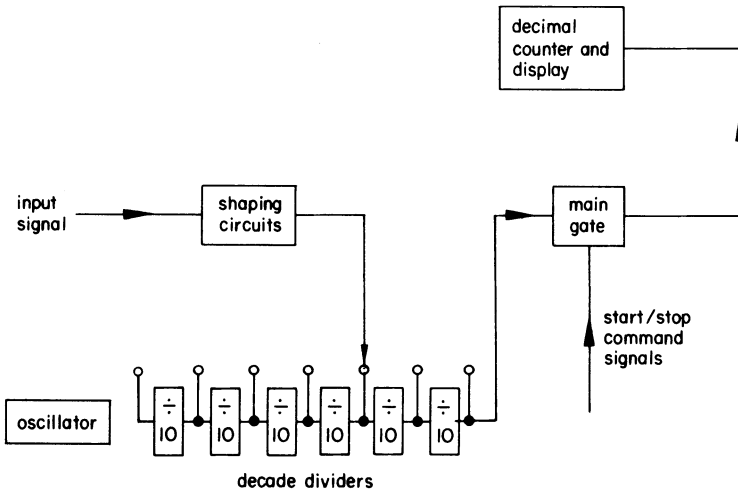 decimal
counter and
display
input
signal
shaping
circuits
main
gate
start/stop
command
signals
oscillator
÷
10
÷
10
÷
10
÷
10
÷
10
÷
10
decade dividers